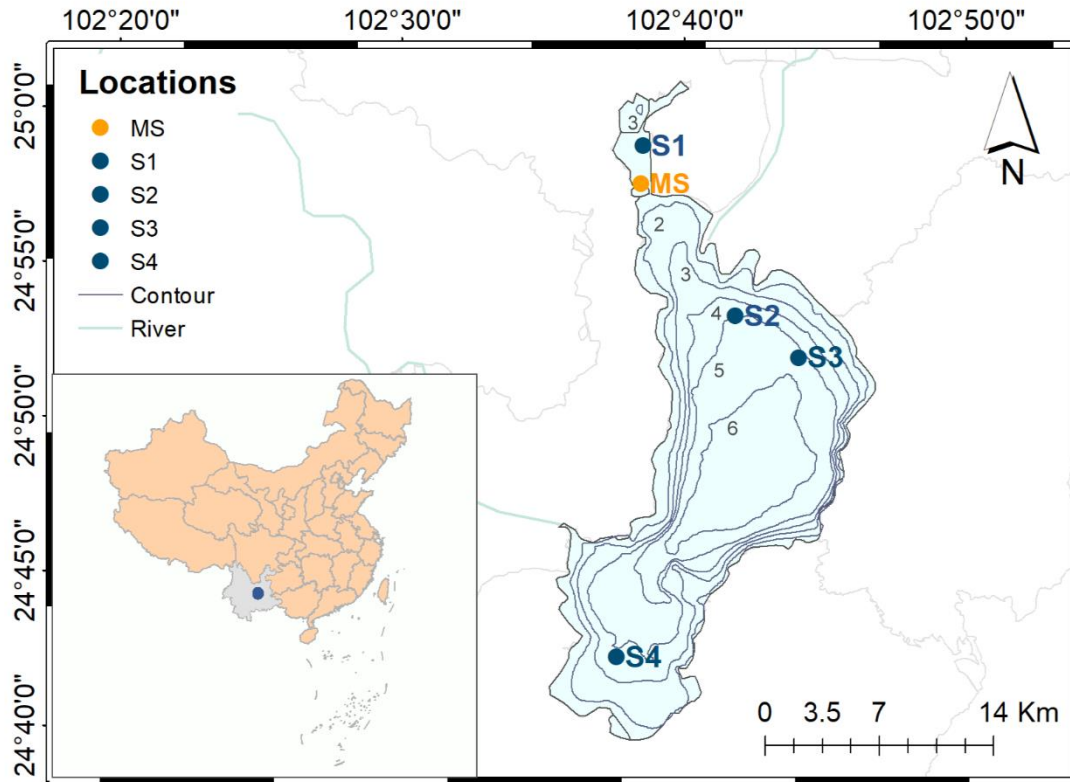 102°20'0" 102°30'0" 102°40'0" 102°50'0"
Locations
MS
S1
S2
S3
S4
Contour
River
25°0'0"
24°55'0"
24°50'0"
24°45'0"
24°40'0"
N
3
S1
MS
2
3
4
S2
S3
5
6
S4
0 3.5 7 14 Km